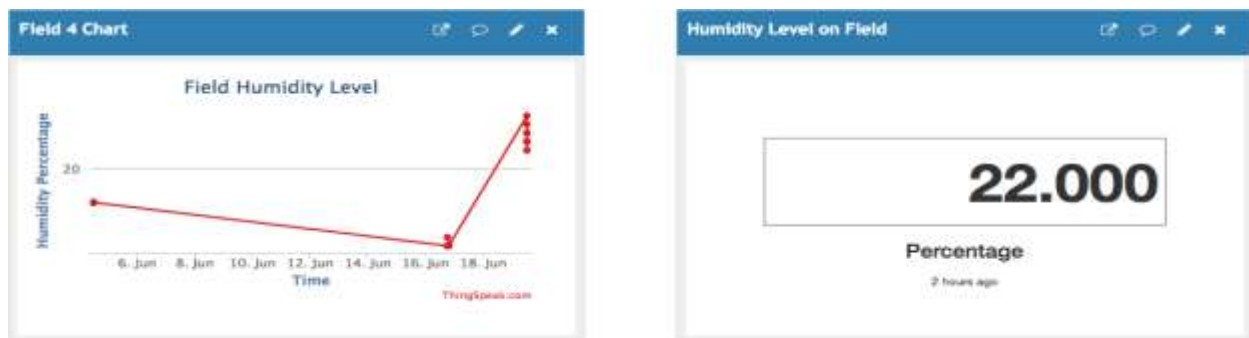 Field 4 Chart
Field Humidity Level
Humidity Percentage
20
6. Jun 8. Jun 10. Jun 12. Jun 14. Jun 16. Jun 18. Jun
Time
ThingSpeak.com
Humidity Level on Field
22.000
Percentage
2 hours ago